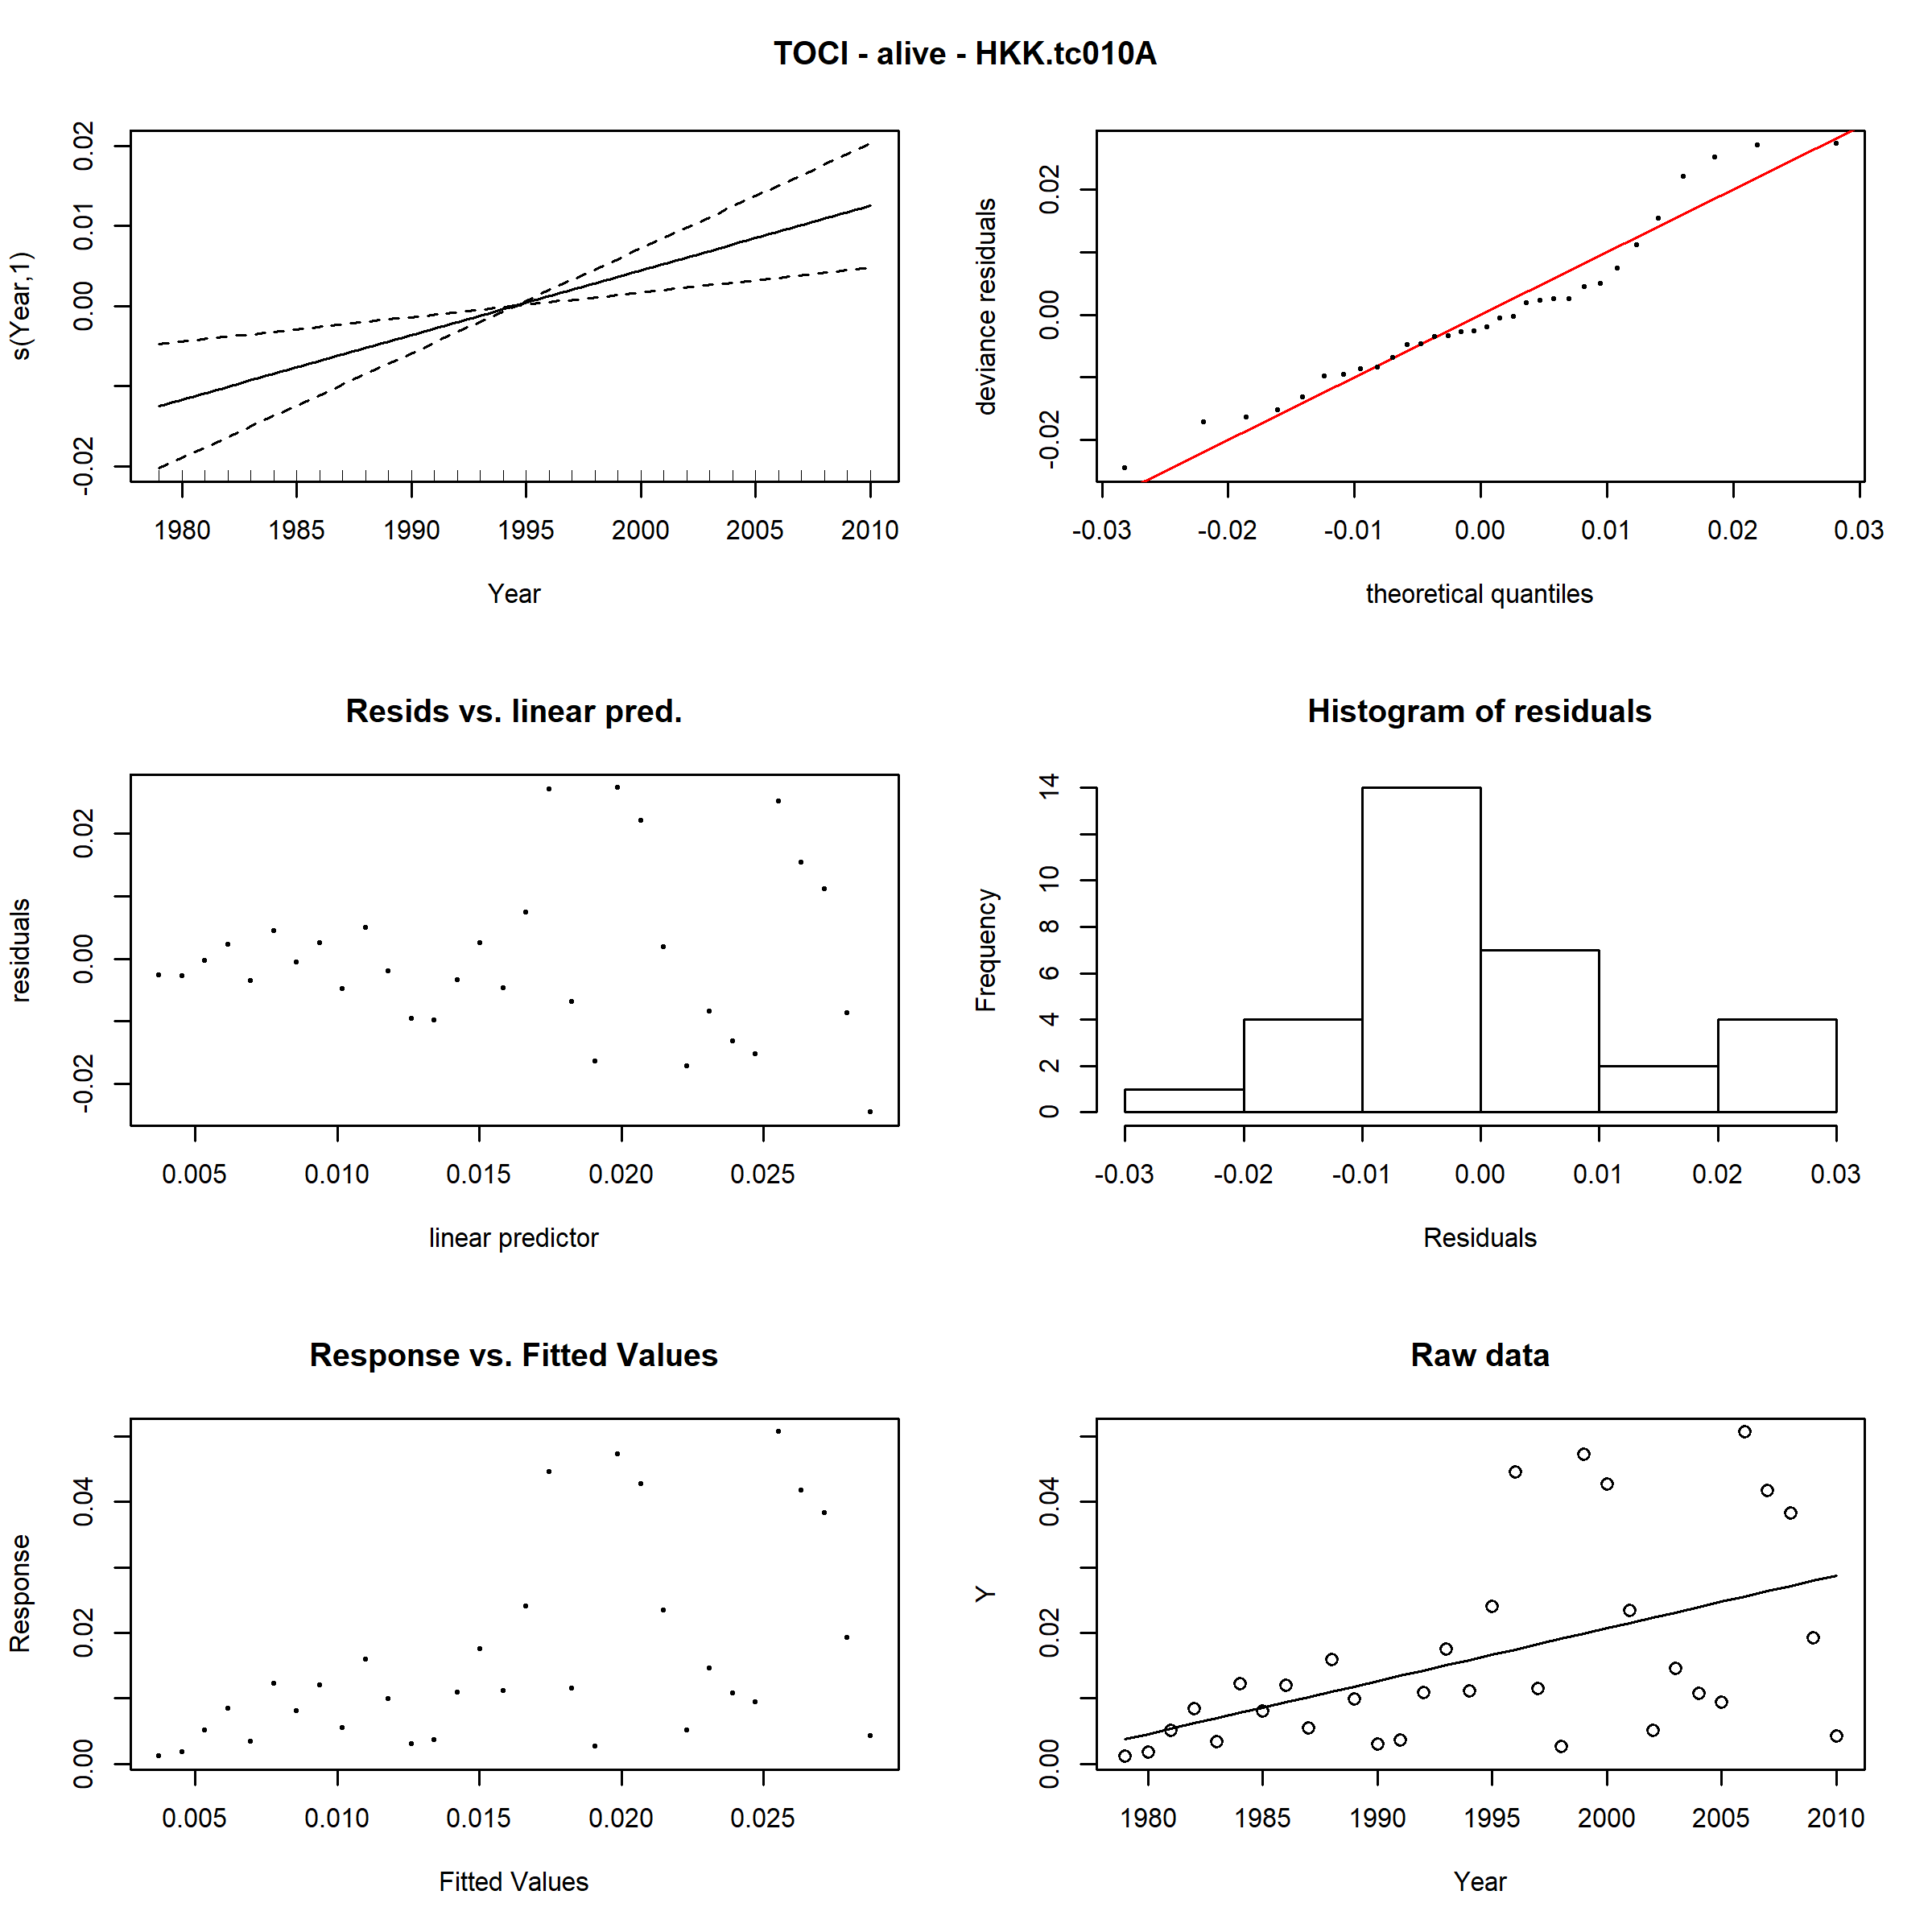 TOCI - alive - HKK.tc010A
s(Year,1)
0.02
0.01
0.00
-0.02
1980 1985 1990 1995 2000 2005 2010
Year
deviance residuals
0.02
0.00
-0.02
-0.03 -0.02 -0.01 0.00 0.01 0.02 0.03
theoretical quantiles
Resids vs. linear pred.
residuals
0.02
0.00
-0.02
0.005 0.010 0.015 0.020 0.025
linear predictor
Histogram of residuals
Frequency
14
10
8
6
4
2
0
-0.03 -0.02 -0.01 0.00 0.01 0.02 0.03
Residuals
Response vs. Fitted Values
Response
0.04
0.02
0.00
0.005 0.010 0.015 0.020 0.025
Fitted Values
Raw data
Y
0.04
0.02
0.00
1980 1985 1990 1995 2000 2005 2010
Year